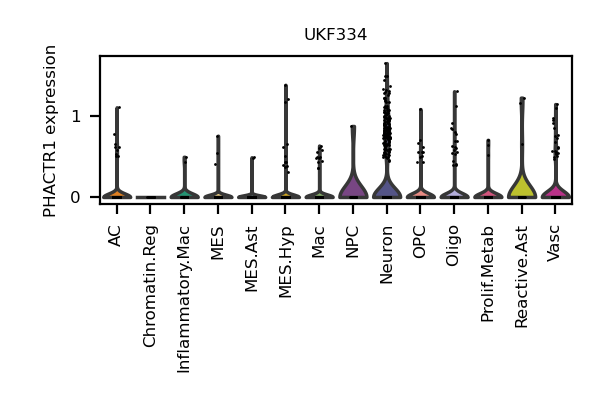 UKF334
PHACTR1 expression
1
0
AC
Chromatin.Reg
Inflammatory.Mac
MES
MES.Ast
MES.Hyp
Mac
NPC
Neuron
OPC
Oligo
Prolif.Metab
Reactive.Ast
Vasc